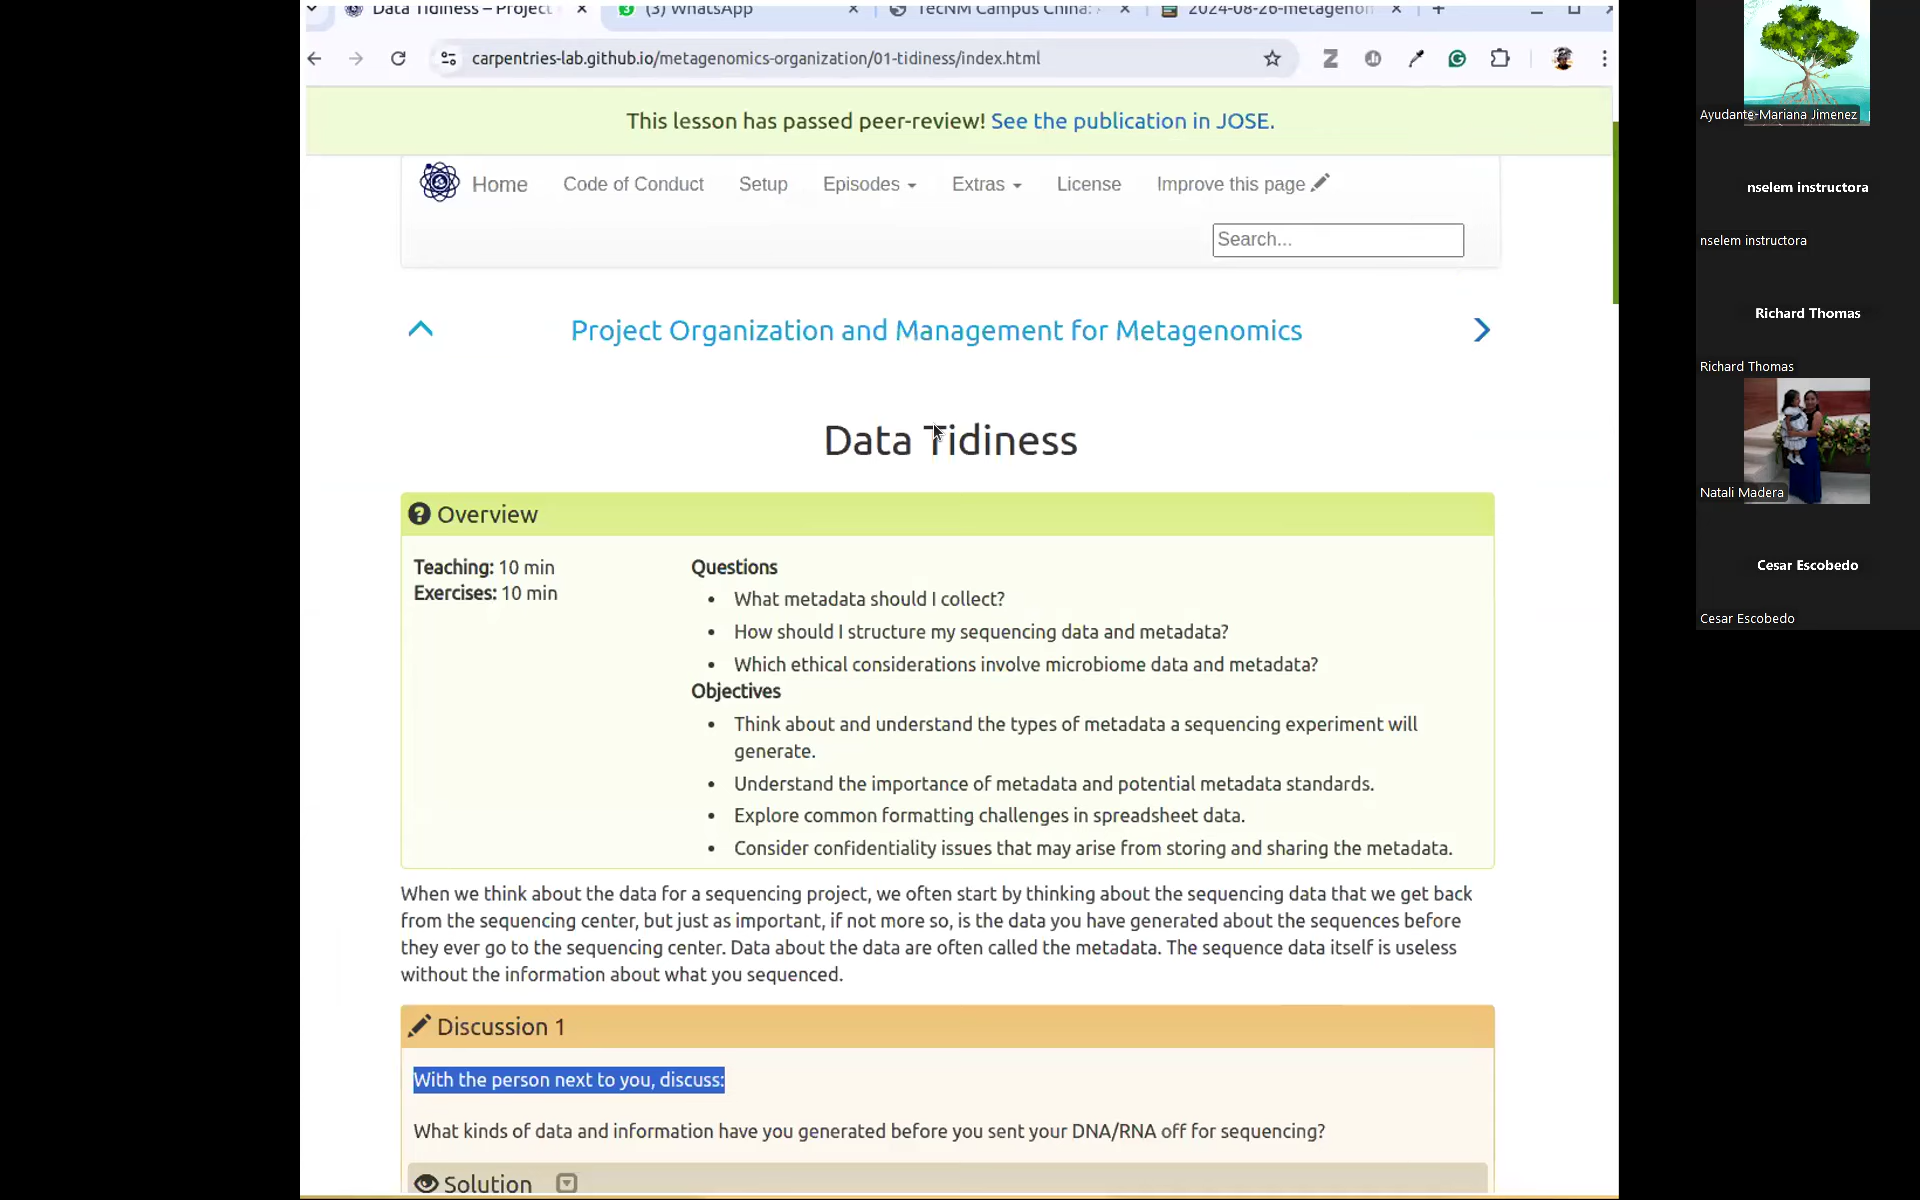 Data Tidiness – Project
(3) WhatsApp
TecNM Campus China:
2024-08-26-metagenom
carpentries-lab.github.io/metagenomics-organization/01-tidiness/index.html
This lesson has passed peer-review! See the publication in JOSE.
Home Code of Conduct Setup Episodes Extras License Improve this page
Search...
Project Organization and Management for Metagenomics
Data Tidiness
Overview
Teaching: 10 min
Exercises: 10 min
Questions
• What metadata should I collect?
• How should I structure my sequencing data and metadata?
• Which ethical considerations involve microbiome data and metadata?
Objectives
• Think about and understand the types of metadata a sequencing experiment will
generate.
• Understand the importance of metadata and potential metadata standards.
• Explore common formatting challenges in spreadsheet data.
• Consider confidentiality issues that may arise from storing and sharing the metadata.
When we think about the data for a sequencing project, we often start by thinking about the sequencing data that we get back
from the sequencing center, but just as important, if not more so, is the data you have generated about the sequences before
they ever go to the sequencing center. Data about the data are often called the metadata. The sequence data itself is useless
without the information about what you sequenced.
Discussion 1
With the person next to you, discuss:
What kinds of data and information have you generated before you sent your DNA/RNA off for sequencing?
Solution
Ayudante-Mariana Jimenez
nselem instructora
nselem instructora
Richard Thomas
Richard Thomas
Natali Madera
Cesar Escobedo
Cesar Escobedo